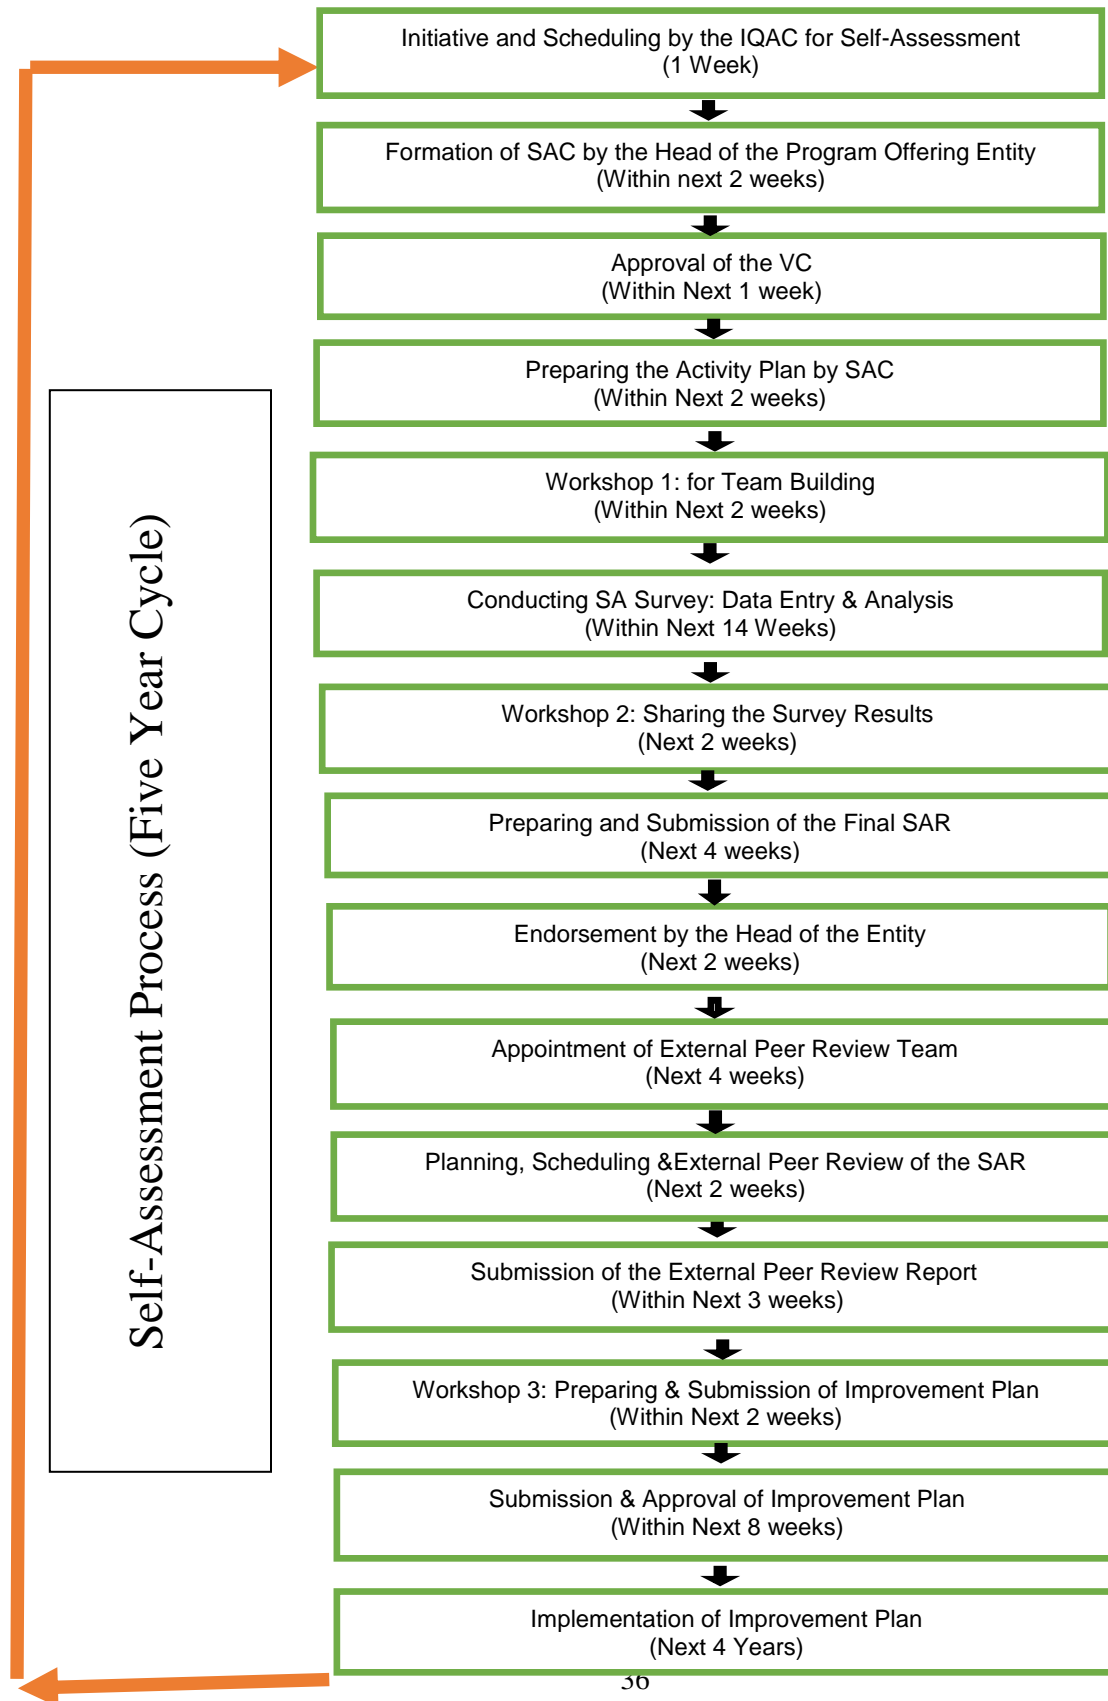 Initiative and Scheduling by the IQAC for Self-Assessment
(1 Week)
Formation of SAC by the Head of the Program Offering Entity
(Within next 2 weeks)
Approval of the VC
(Within Next 1 week)
Preparing the Activity Plan by SAC
(Within Next 2 weeks)
Workshop 1: for Team Building
(Within Next 2 weeks)
Conducting SA Survey: Data Entry & Analysis
(Within Next 14 Weeks)
Workshop 2: Sharing the Survey Results
(Next 2 weeks)
Preparing and Submission of the Final SAR
(Next 4 weeks)
Endorsement by the Head of the Entity
(Next 2 weeks)
Appointment of External Peer Review Team
(Next 4 weeks)
Planning, Scheduling &External Peer Review of the SAR
(Next 2 weeks)
Submission of the External Peer Review Report
(Within Next 3 weeks)
Workshop 3: Preparing & Submission of Improvement Plan
(Within Next 2 weeks)
Submission & Approval of Improvement Plan
(Within Next 8 weeks)
Implementation of Improvement Plan
(Next 4 Years)
Self-Assessment Process (Five Year Cycle)
36